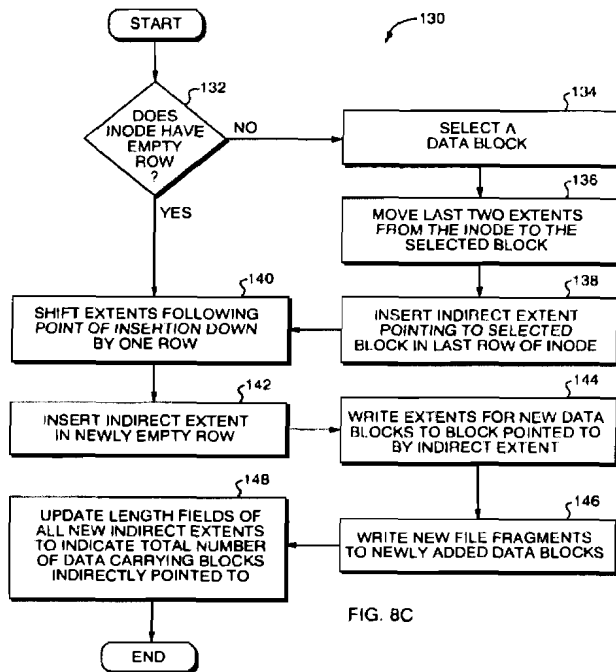 START
130
132
DOES
INODE HAVE
EMPTY
ROW
?
NO
YES
134
SELECT A
DATA BLOCK
136
MOVE LAST TWO EXTENTS
FROM THE INODE TO THE
SELECTED BLOCK
138
INSERT INDIRECT EXTENT
POINTING TO SELECTED
BLOCK IN LAST ROW OF INODE
140
SHIFT EXTENTS FOLLOWING
POINT OF INSERTION DOWN
BY ONE ROW
142
INSERT INDIRECT EXTENT
IN NEWLY EMPTY ROW
144
WRITE EXTENTS FOR NEW DATA
BLOCKS TO BLOCK POINTED TO
BY INDIRECT EXTENT
146
WRITE NEW FILE FRAGMENTS
TO NEWLY ADDED DATA BLOCKS
148
UPDATE LENGTH FIELDS OF
ALL NEW INDIRECT EXTENTS
TO INDICATE TOTAL NUMBER
OF DATA CARRYING BLOCKS
INDIRECTLY POINTED TO
END
FIG. 8C